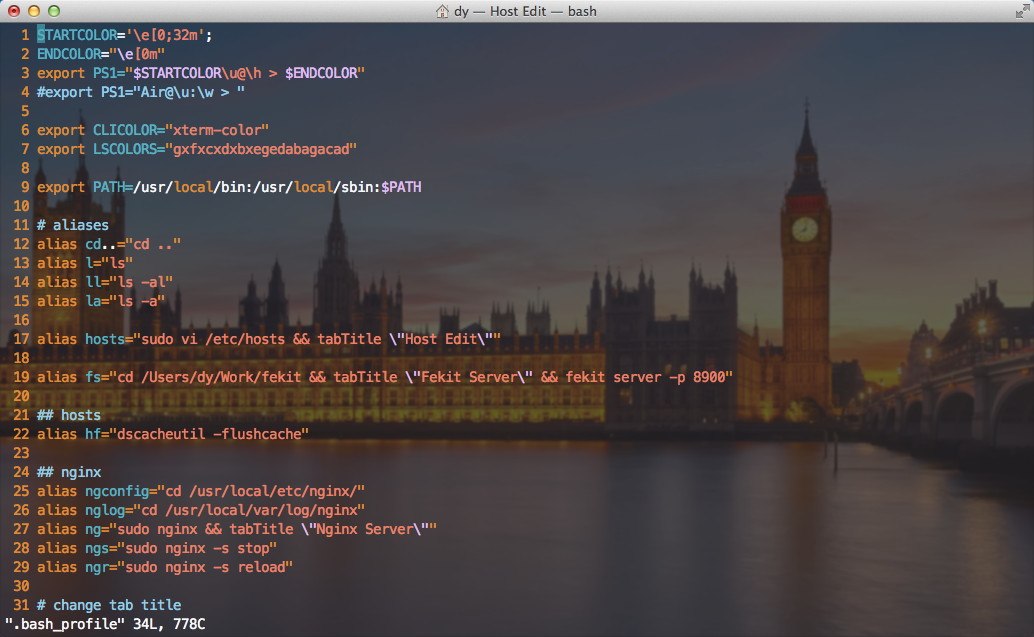 dy — Host Edit — bash
1 STARTCOLOR='\e[0;32m';
2 ENDCOLOR="\e[0m"
3 export PS1="$STARTCOLOR\u@\h > $ENDCOLOR"
4 #export PS1="Air@\u:\w > "
5
6 export CLICOLOR="xterm-color"
7 export LSCOLORS="gxfxcxdxbxegedabagacad"
8
9 export PATH=/usr/local/bin:/usr/local/sbin:$PATH
10
11 # aliases
12 alias cd..="cd .."
13 alias l="ls"
14 alias ll="ls -al"
15 alias la="ls -a"
16
17 alias hosts="sudo vi /etc/hosts && tabTitle \"Host Edit\""
18
19 alias fs="cd /Users/dy/Work/fekit && tabTitle \"Fekit Server\" && fekit server -p 8900"
20
21 ## hosts
22 alias hf="dscacheutil -flushcache"
23
24 ## nginx
25 alias ngconfig="cd /usr/local/etc/nginx/"
26 alias nglog="cd /usr/local/var/log/nginx"
27 alias ng="sudo nginx && tabTitle \"Nginx Server\""
28 alias ngs="sudo nginx -s stop"
29 alias ngr="sudo nginx -s reload"
30
31 # change tab title
".bash_profile" 34L, 778C